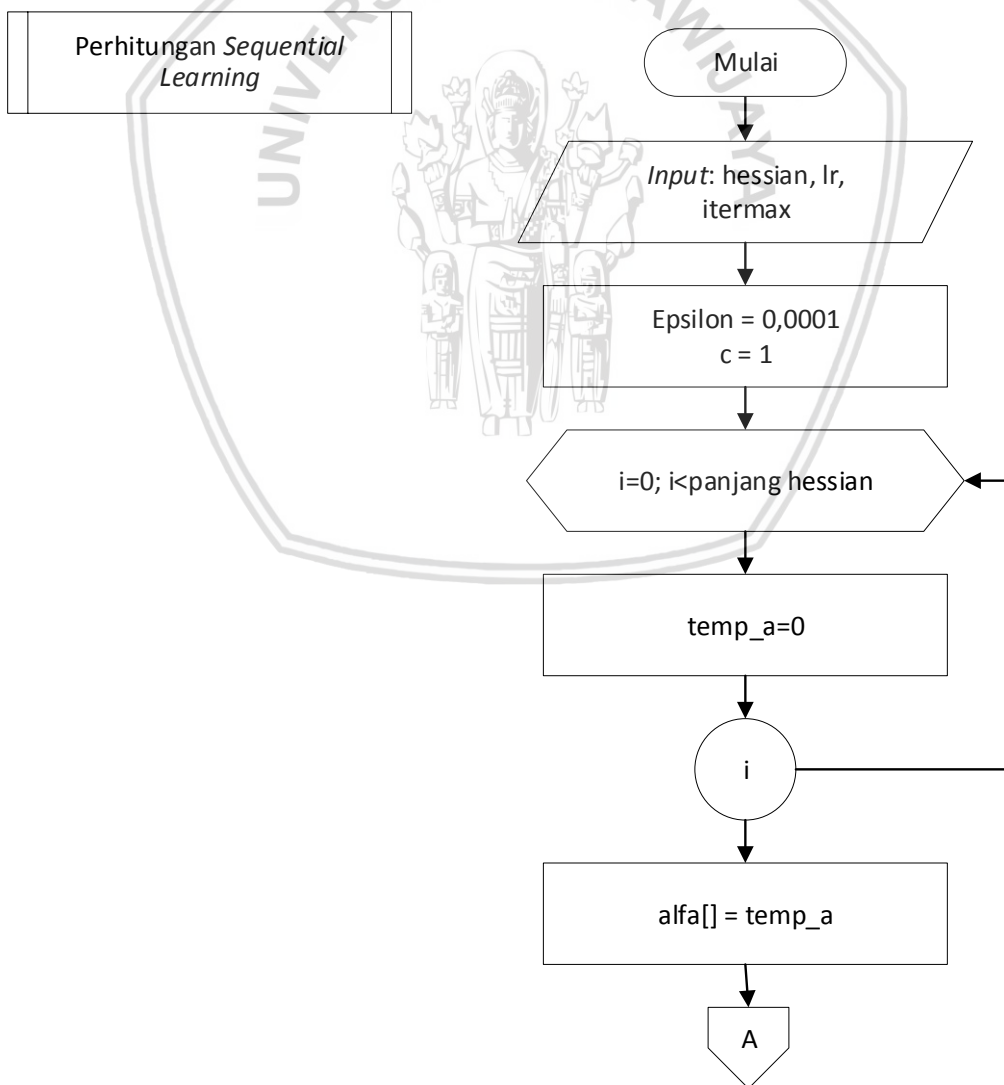 Perhitungan Sequential
Learning
Mulai
Input: hessian, lr,
itermax
Epsilon = 0,0001
c = 1
i=0; i<panjang hessian
temp_a=0
i
alfa[] = temp_a
A